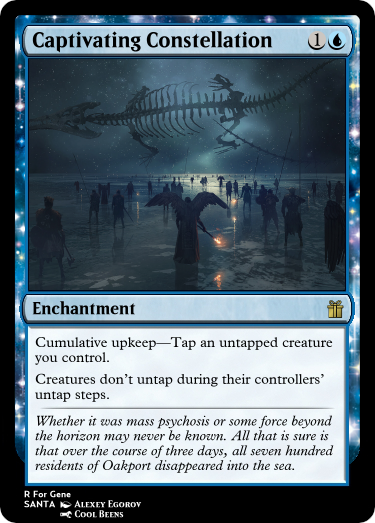 Captivating Constellation 1
Enchantment
Cumulative upkeep—Tap an untapped creature
you control.
Creatures don't untap during their controllers'
untap steps.
Whether it was mass psychosis or some force beyond
the horizon may never be known. All that is sure is
that over the course of three days, all seven hundred
residents of Oakport disappeared into the sea.
R For Gene
SANTA Alexey Egorov
Cool Beens